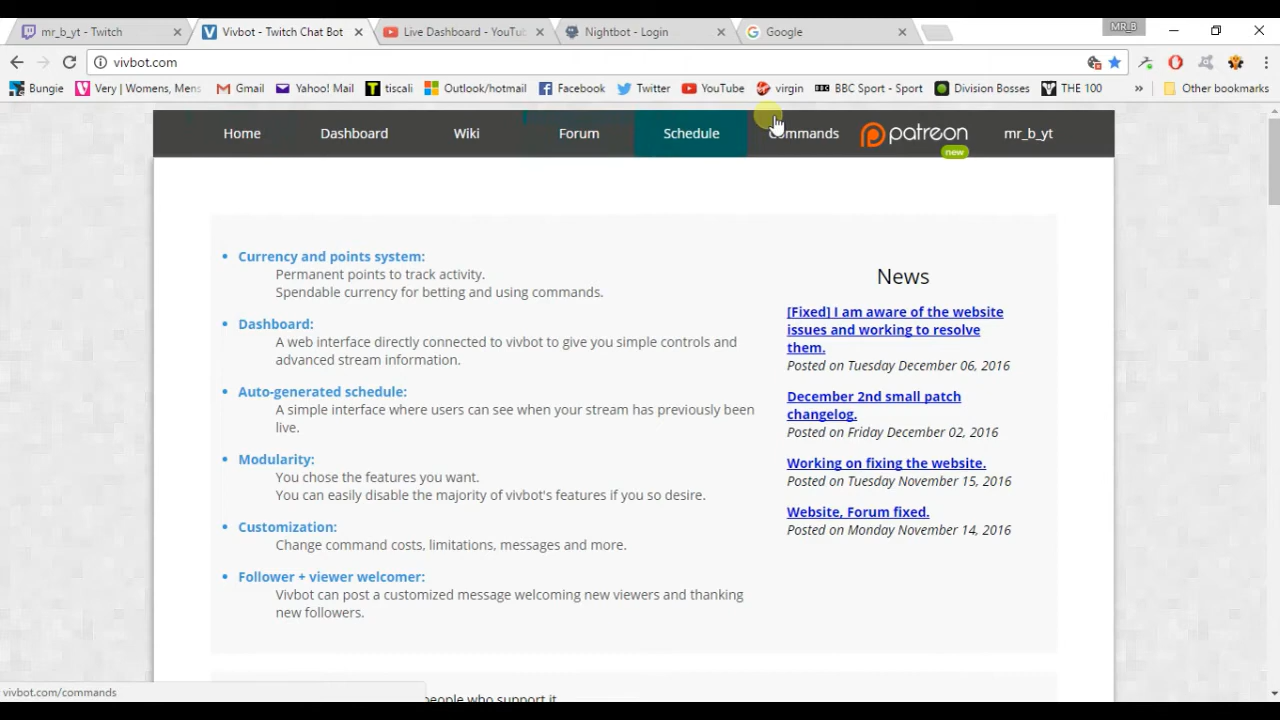 mr_b_yt - Twitch
Vivbot - Twitch Chat Bot
Live Dashboard - YouTu
Nightbot - Login
Google
MR_B
vivbot.com
Bungie
Very | Womens, Mens
Gmail
Yahoo! Mail
tiscali
Outlook/hotmail
Facebook
Twitter
YouTube
virgin
BBC Sport - Sport
Division Bosses
THE 100
»
Other bookmarks
Home
Dashboard
Wiki
Forum
Schedule
Commands
patreon
new
mr_b_yt
• Currency and points system:
Permanent points to track activity.
Spendable currency for betting and using commands.
• Dashboard:
A web interface directly connected to vivbot to give you simple controls and
advanced stream information.
• Auto-generated schedule:
A simple interface where users can see when your stream has previously been
live.
• Modularity:
You chose the features you want.
You can easily disable the majority of vivbot's features if you so desire.
• Customization:
Change command costs, limitations, messages and more.
• Follower + viewer welcomer:
Vivbot can post a customized message welcoming new viewers and thanking
new followers.
News
[Fixed] I am aware of the website
issues and working to resolve
them.
Posted on Tuesday December 06, 2016
December 2nd small patch
changelog.
Posted on Friday December 02, 2016
Working on fixing the website.
Posted on Tuesday November 15, 2016
Website, Forum fixed.
Posted on Monday November 14, 2016
people who support it
vivbot.com/commands